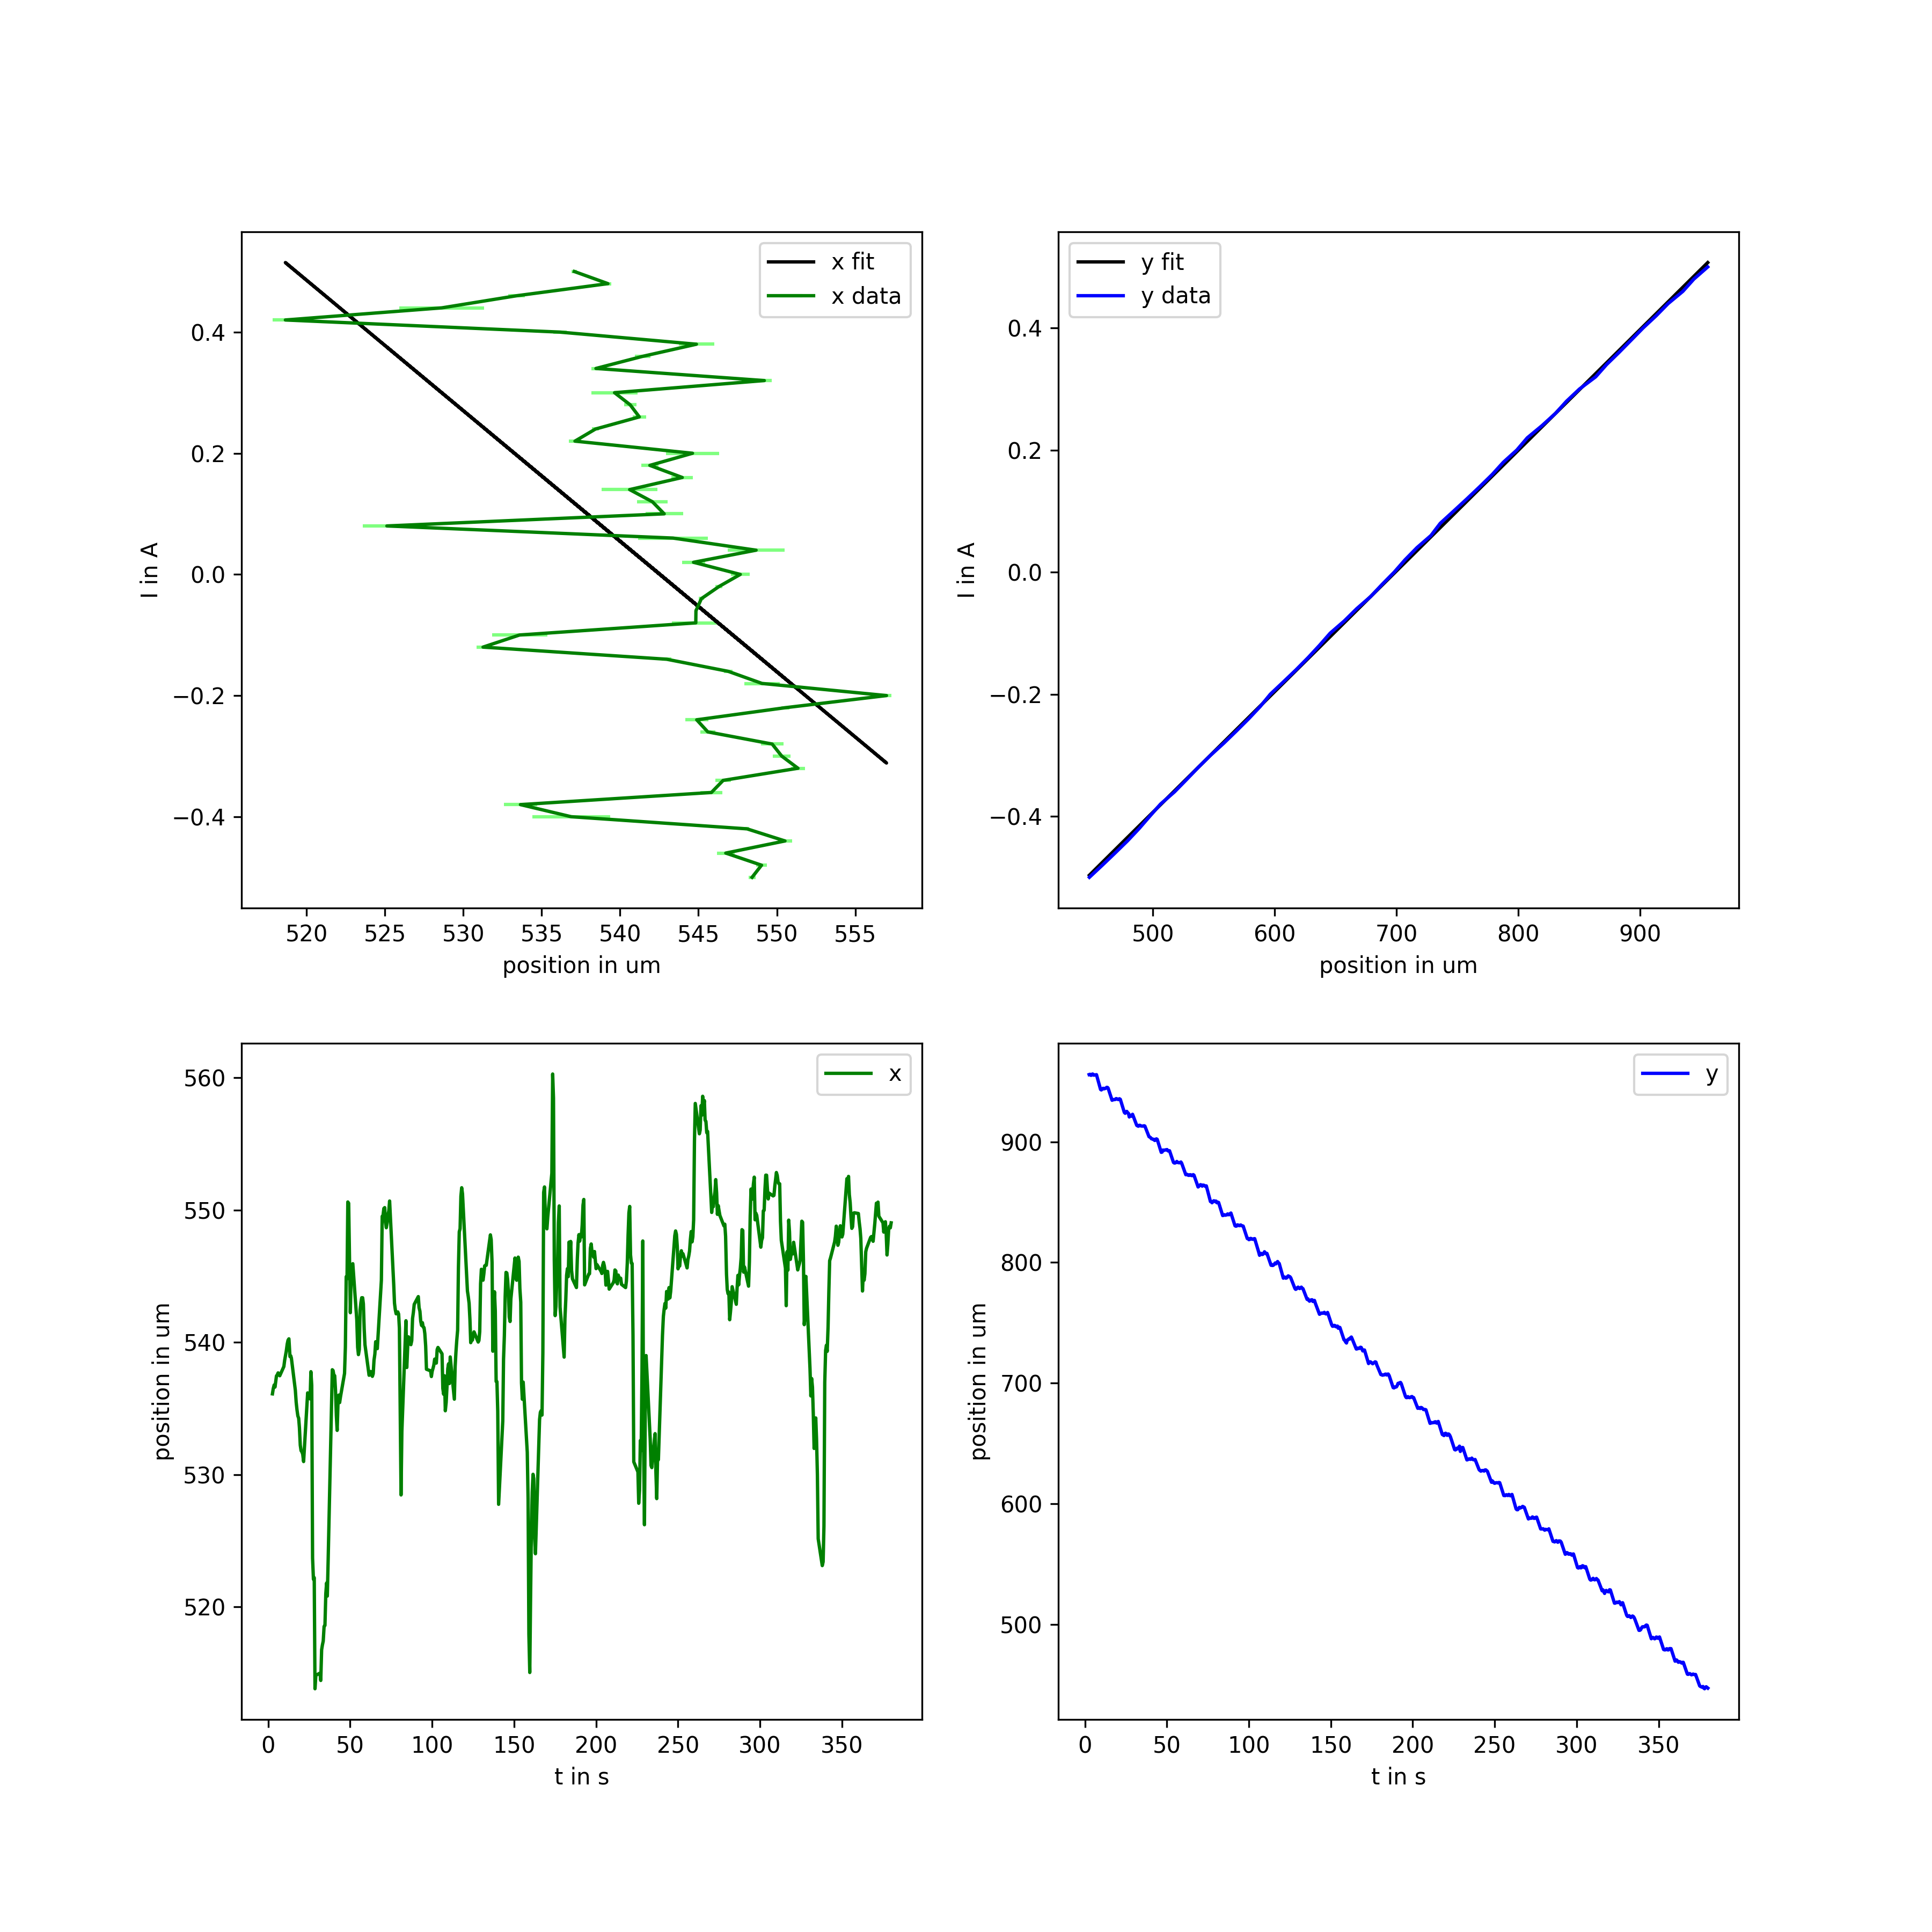 x fit
x data
I in A
0.4
0.2
0.0
−0.2
−0.4
520 525 530 535 540 545 550 555
position in um
y fit
y data
I in A
0.4
0.2
0.0
−0.2
−0.4
500 600 700 800 900
position in um
x
position in um
560
550
540
530
520
0 50 100 150 200 250 300 350
t in s
y
position in um
900
800
700
600
500
0 50 100 150 200 250 300 350
t in s